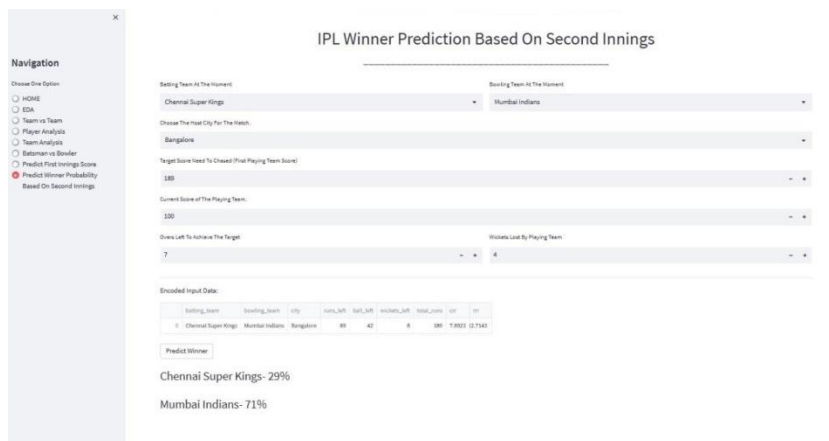 ×
IPL Winner Prediction Based On Second Innings
Navigation
Choose One Option
HOME
EDA
Team vs Team
Player Analysis
Team Analysis
Batsman vs Bowler
Predict First Innings Score
Predict Winner Probability
Based On Second Innings
Batting Team At The Moment
Bowling Team At The Moment
Chennai Super Kings
Mumbai Indians
Choose The Host City For The Match.
Bangalore
Target Score Need To Chased (First Playing Team Score)
189
Current Score of The Playing Team.
100
Overs Left To Achieve The Target
Wickets Lost By Playing Team
7
4
Encoded Input Data:
batting_team bowling_team city runs_left ball_left wickets_left total_runs crr rrr
0 Chennai Super Kings Mumbai Indians Bangalore 89 42 6 189 7.6923 12.7143
Predict Winner
Chennai Super Kings- 29%
Mumbai Indians- 71%